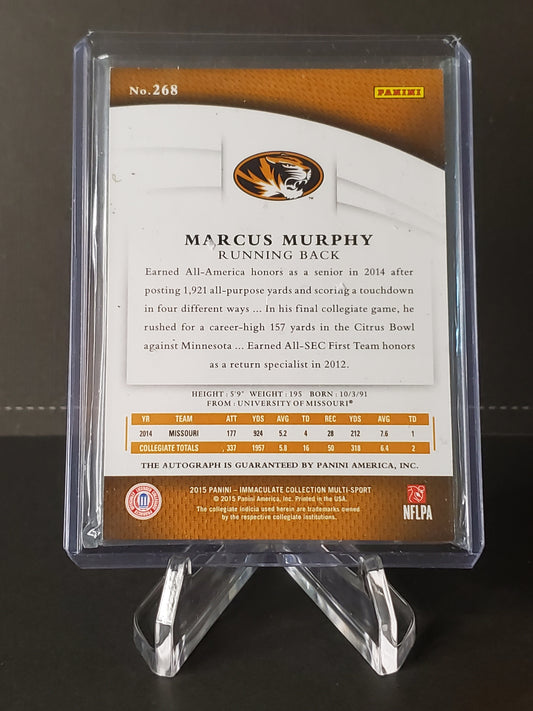 No.268
PANINI
TM
MARCUS MURPHY
RUNNING BACK
Earned All-America honors as a senior in 2014 after
posting 1,921 all-purpose yards and scoring a touchdown
in four different ways ... In his final collegiate game, he
rushed for a career-high 157 yards in the Citrus Bowl
against Minnesota ... Earned All-SEC First Team honors
as a return specialist in 2012.
HEIGHT: 5'9" WEIGHT: 195 BORN: 10/3/91
FROM: UNIVERSITY OF MISSOURI®
YR TEAM ATT YDS AVG TD REC YDS AVG TD
2014 MISSOURI 177 924 5.2 4 28 212 7.6 1
COLLEGIATE TOTALS 337 1957 5.8 16 50 318 6.4 2
THE AUTOGRAPH IS GUARANTEED BY PANINI AMERICA, INC.
2015 PANINI - IMMACULATE COLLECTION MULTI-SPORT
© 2015 Panini America, Inc. Printed in the USA.
The collegiate indicia used herein are trademarks owned
by the respective collegiate institutions.
NFLPA